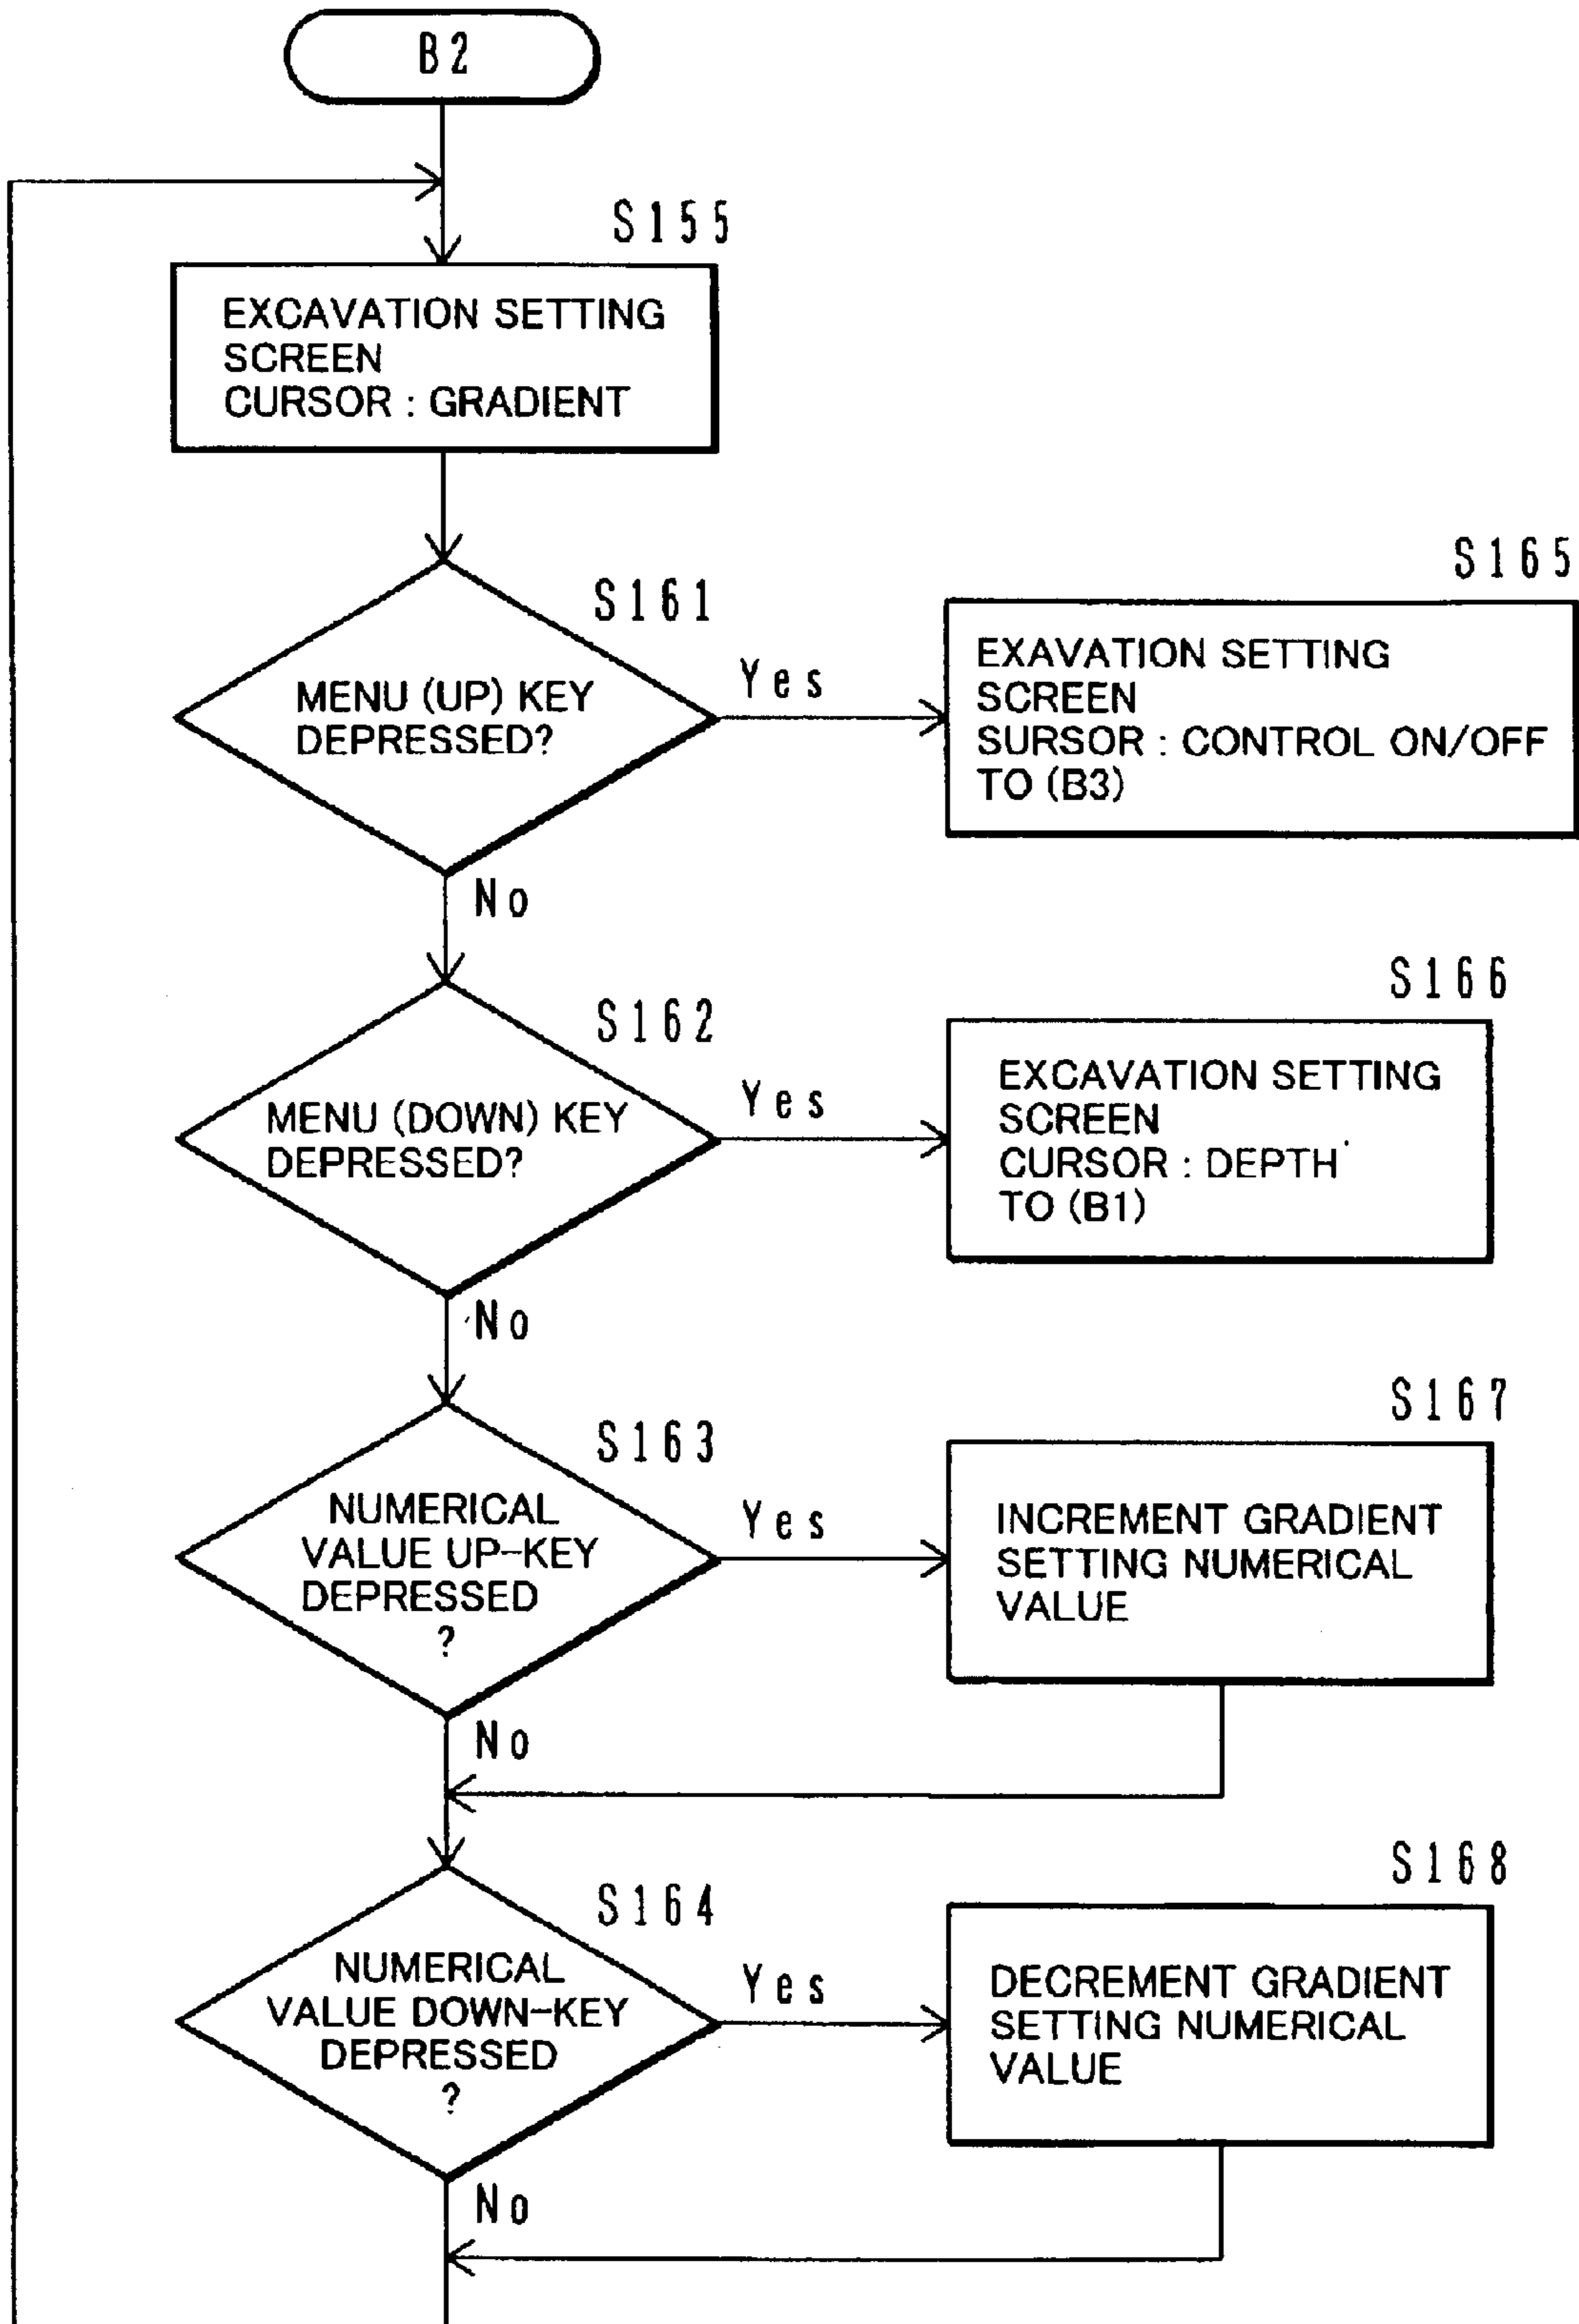 B2
S155
EXCAVATION SETTING
SCREEN
CURSOR : GRADIENT
S161
MENU (UP) KEY
DEPRESSED?
Yes
No
S165
EXAVATION SETTING
SCREEN
SURSOR : CONTROL ON/OFF
TO (B3)
S162
MENU (DOWN) KEY
DEPRESSED?
Yes
No
S166
EXCAVATION SETTING
SCREEN
CURSOR : DEPTH
TO (B1)
S163
NUMERICAL
VALUE UP-KEY
DEPRESSED
?
Yes
No
S167
INCREMENT GRADIENT
SETTING NUMERICAL
VALUE
S164
NUMERICAL
VALUE DOWN-KEY
DEPRESSED
?
Yes
No
S168
DECREMENT GRADIENT
SETTING NUMERICAL
VALUE